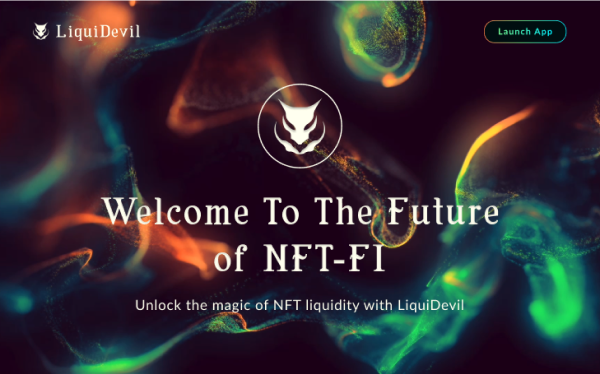 LiquiDevil
Launch App
Welcome To The Future
of NFT-FI
Unlock the magic of NFT liquidity with LiquiDevil